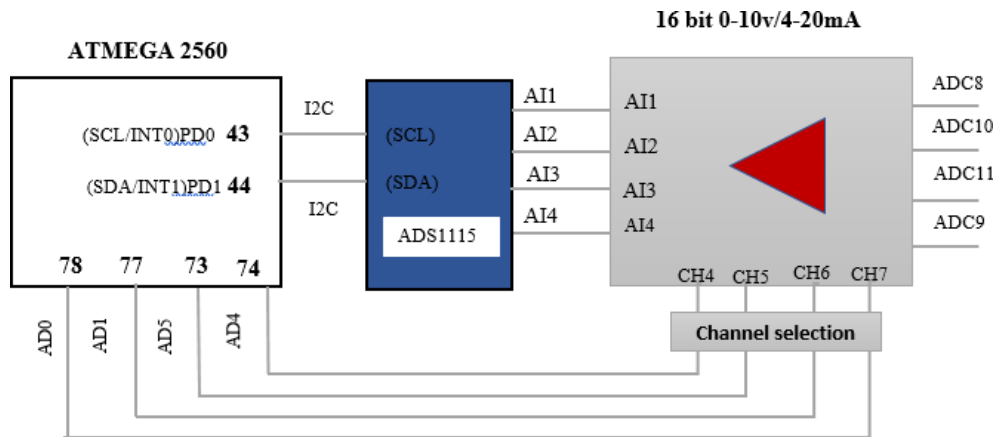 16 bit 0-10v/4-20mA
ATMEGA 2560
(SCL/INT0)PD0 43
(SDA/INT1)PD1 44
78 77 73 74
I2C
I2C
(SCL)
(SDA)
ADS1115
AI1
AI2
AI3
AI4
AI1
AI2
AI3
AI4
ADC8
ADC10
ADC11
ADC9
CH4 CH5 CH6 CH7
Channel selection
AD0
AD1
AD5
AD4